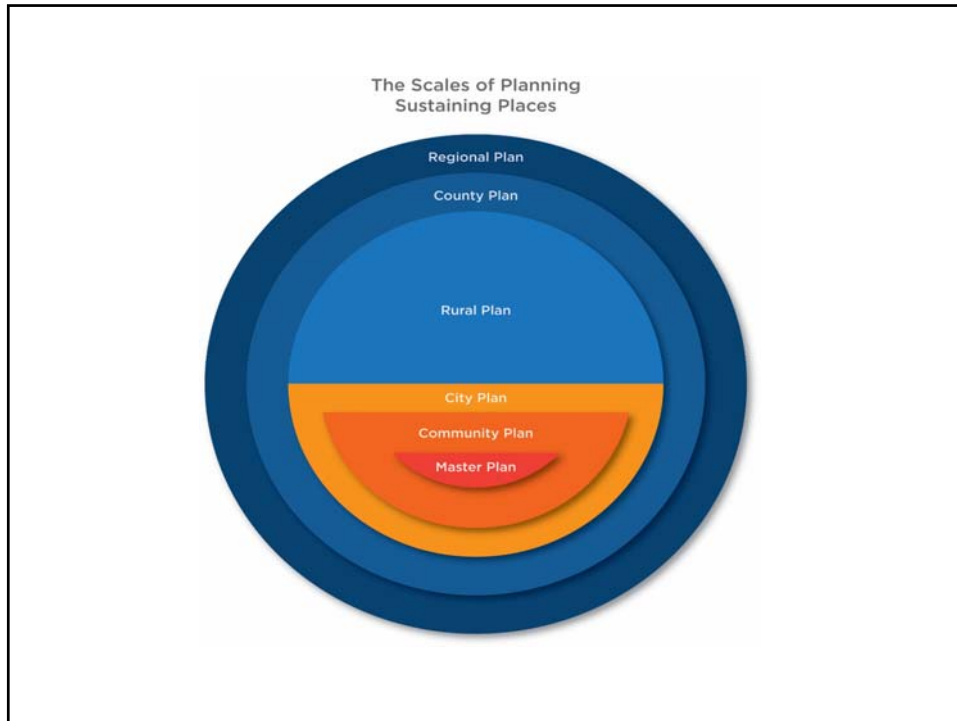 The Scales of Planning
Sustaining Places
Regional Plan
County Plan
Rural Plan
City Plan
Community Plan
Master Plan